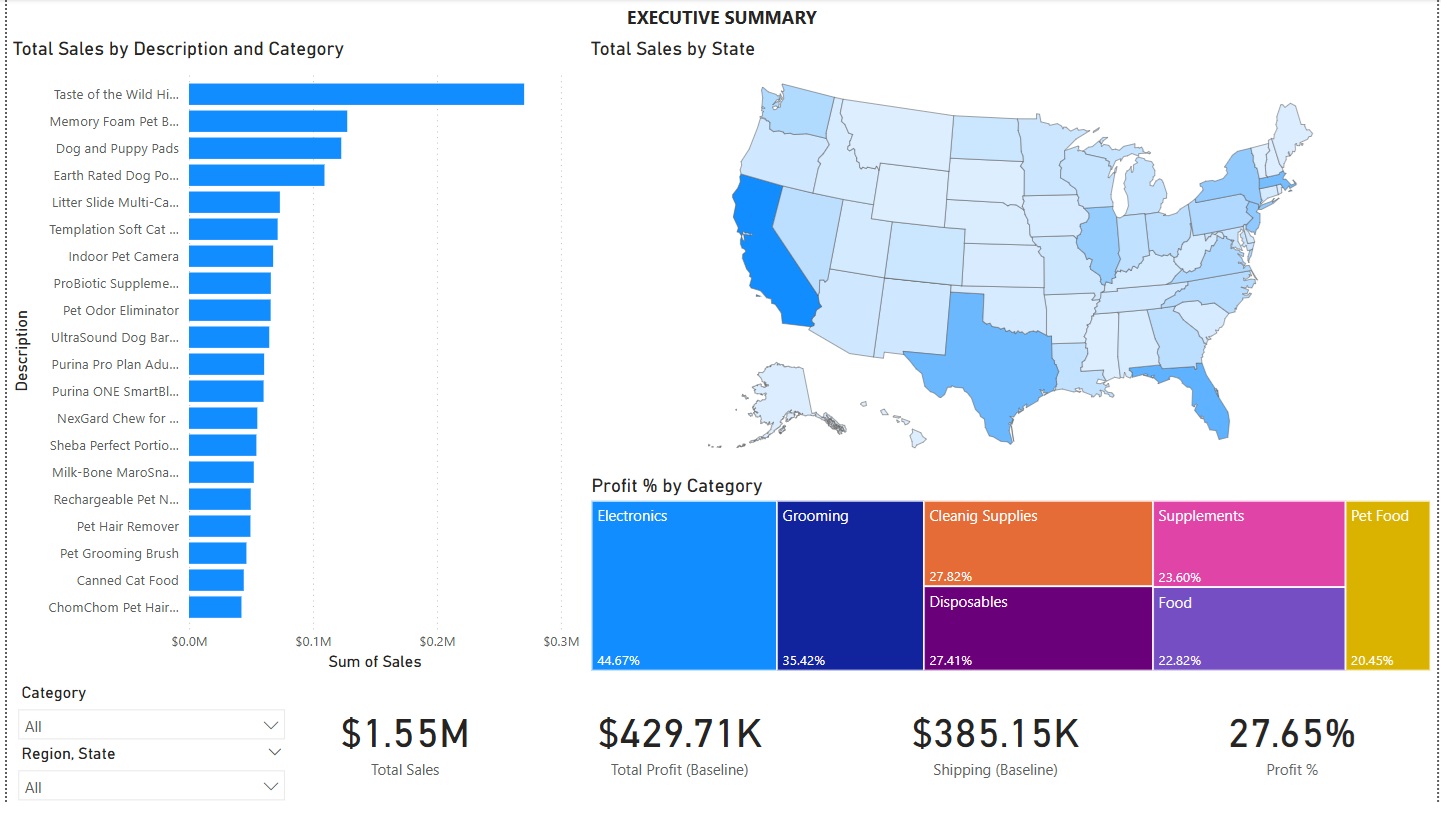 EXECUTIVE SUMMARY
Total Sales by Description and Category
Description
Taste of the Wild Hi...
Memory Foam Pet B...
Dog and Puppy Pads
Earth Rated Dog Po...
Litter Slide Multi-Ca...
Templation Soft Cat ...
Indoor Pet Camera
ProBiotic Suppleme...
Pet Odor Eliminator
UltraSound Dog Bar...
Purina Pro Plan Adu...
Purina ONE SmartBl...
NexGard Chew for ...
Sheba Perfect Portio...
Milk-Bone MaroSna...
Rechargeable Pet N...
Pet Hair Remover
Pet Grooming Brush
Canned Cat Food
ChomChom Pet Hair...
$0.0M $0.1M $0.2M $0.3M
Sum of Sales
Total Sales by State
Profit % by Category
Electronics
44.67%
Grooming
35.42%
Cleanig Supplies
27.82%
Disposables
27.41%
Supplements
23.60%
Food
22.82%
Pet Food
20.45%
Category
All
Region, State
All
$1.55M
Total Sales
$429.71K
Total Profit (Baseline)
$385.15K
Shipping (Baseline)
27.65%
Profit %